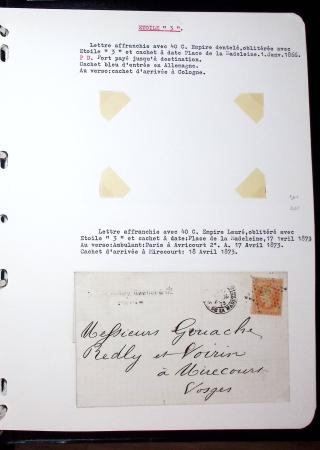 ETOILE " 3 ".
Lettre affranchie avec 40 C. Empire dentelé,oblitérée avec
Etoile " 3 " et cachet à date Place de la Madeleine.1.Janv.1866.
P D. Port payé jusqu'à destination.
Cachet bleu d'entrée en Allemagne.
Au verso:cachet d'arrivée à Cologne.
Lettre affranchie avec 40 C. Empire Lauré,oblitéré avec
Etoile " 3 " et cachet à date:Place de la Madeleine,17 Avril 1873
Au verso:Ambulant:Paris à Avricourt 2°. A. 17 Avril 1873.
Cachet d'arrivée à Mirecourt: 18 Avril 1873.
Messieurs Genache
Redly et Voirin
à Mirecourt
Vosges